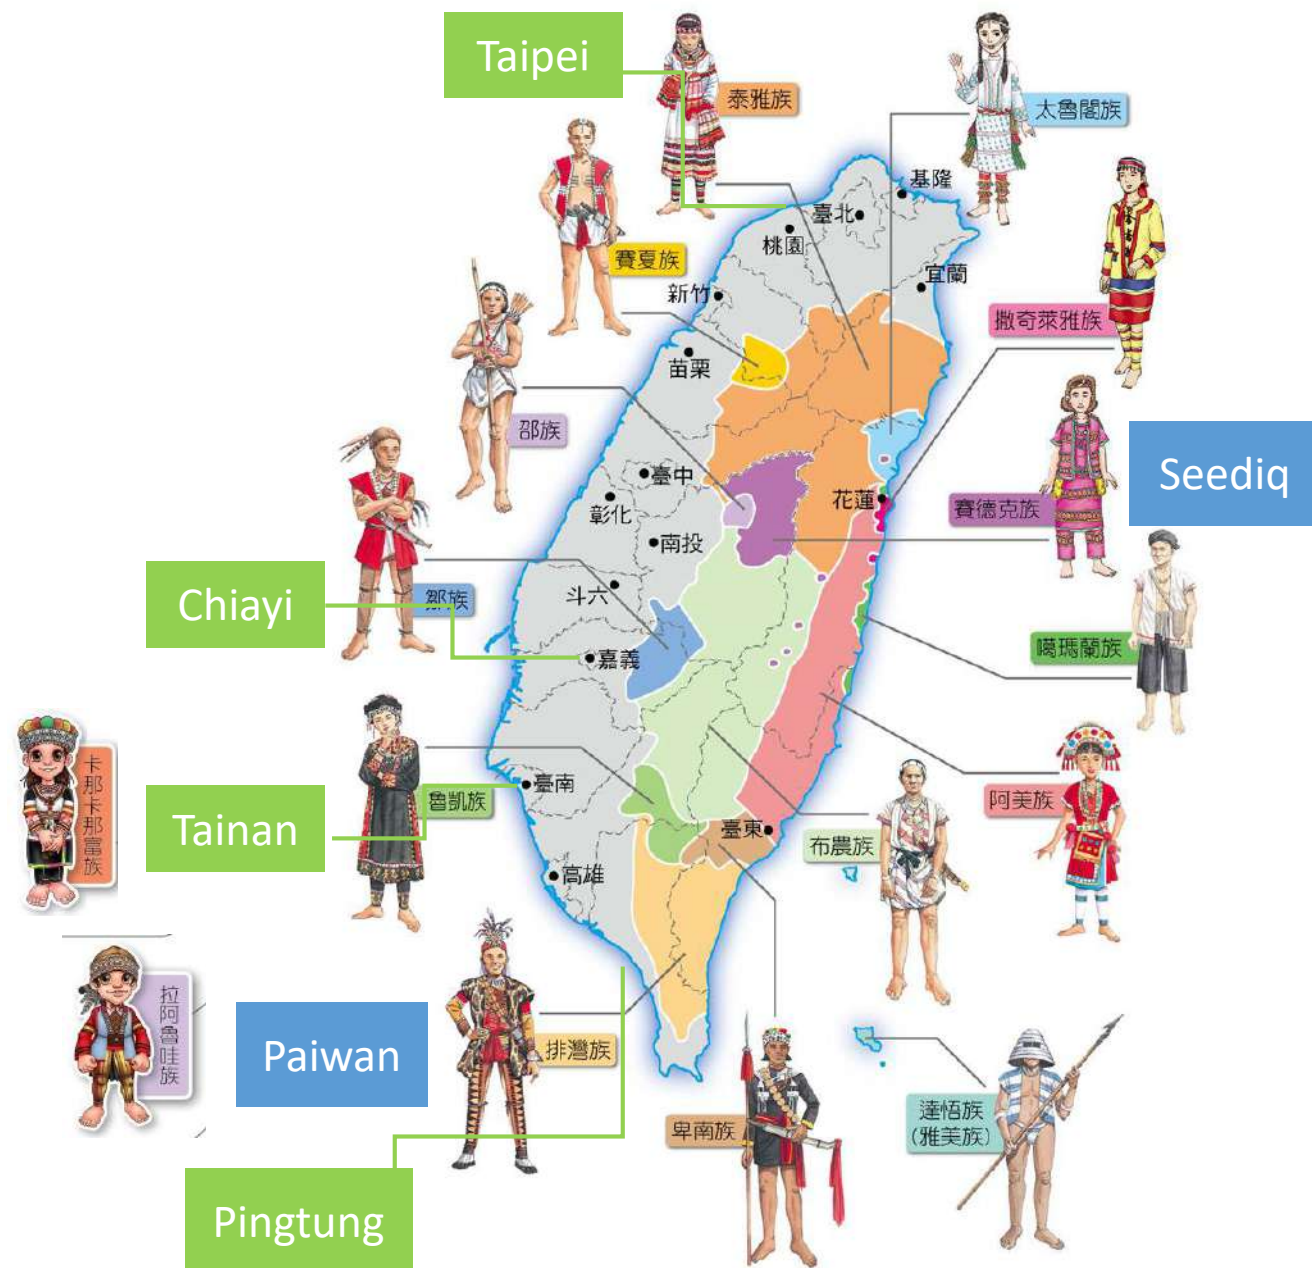 Taipei
泰雅族
太魯閣族
基隆
臺北
桃園
賽夏族
宜蘭
新竹
撒奇萊雅族
苗栗
邵族
Seediq
臺中
花蓮
彰化
賽德克族
南投
Chiayi
鄒族
斗六
嘉義
噶瑪蘭族
卡那卡那富族
臺南
魯凱族
阿美族
Tainan
臺東
布農族
高雄
拉阿魯哇族
Paiwan
排灣族
達悟族
(雅美族)
卑南族
Pingtung